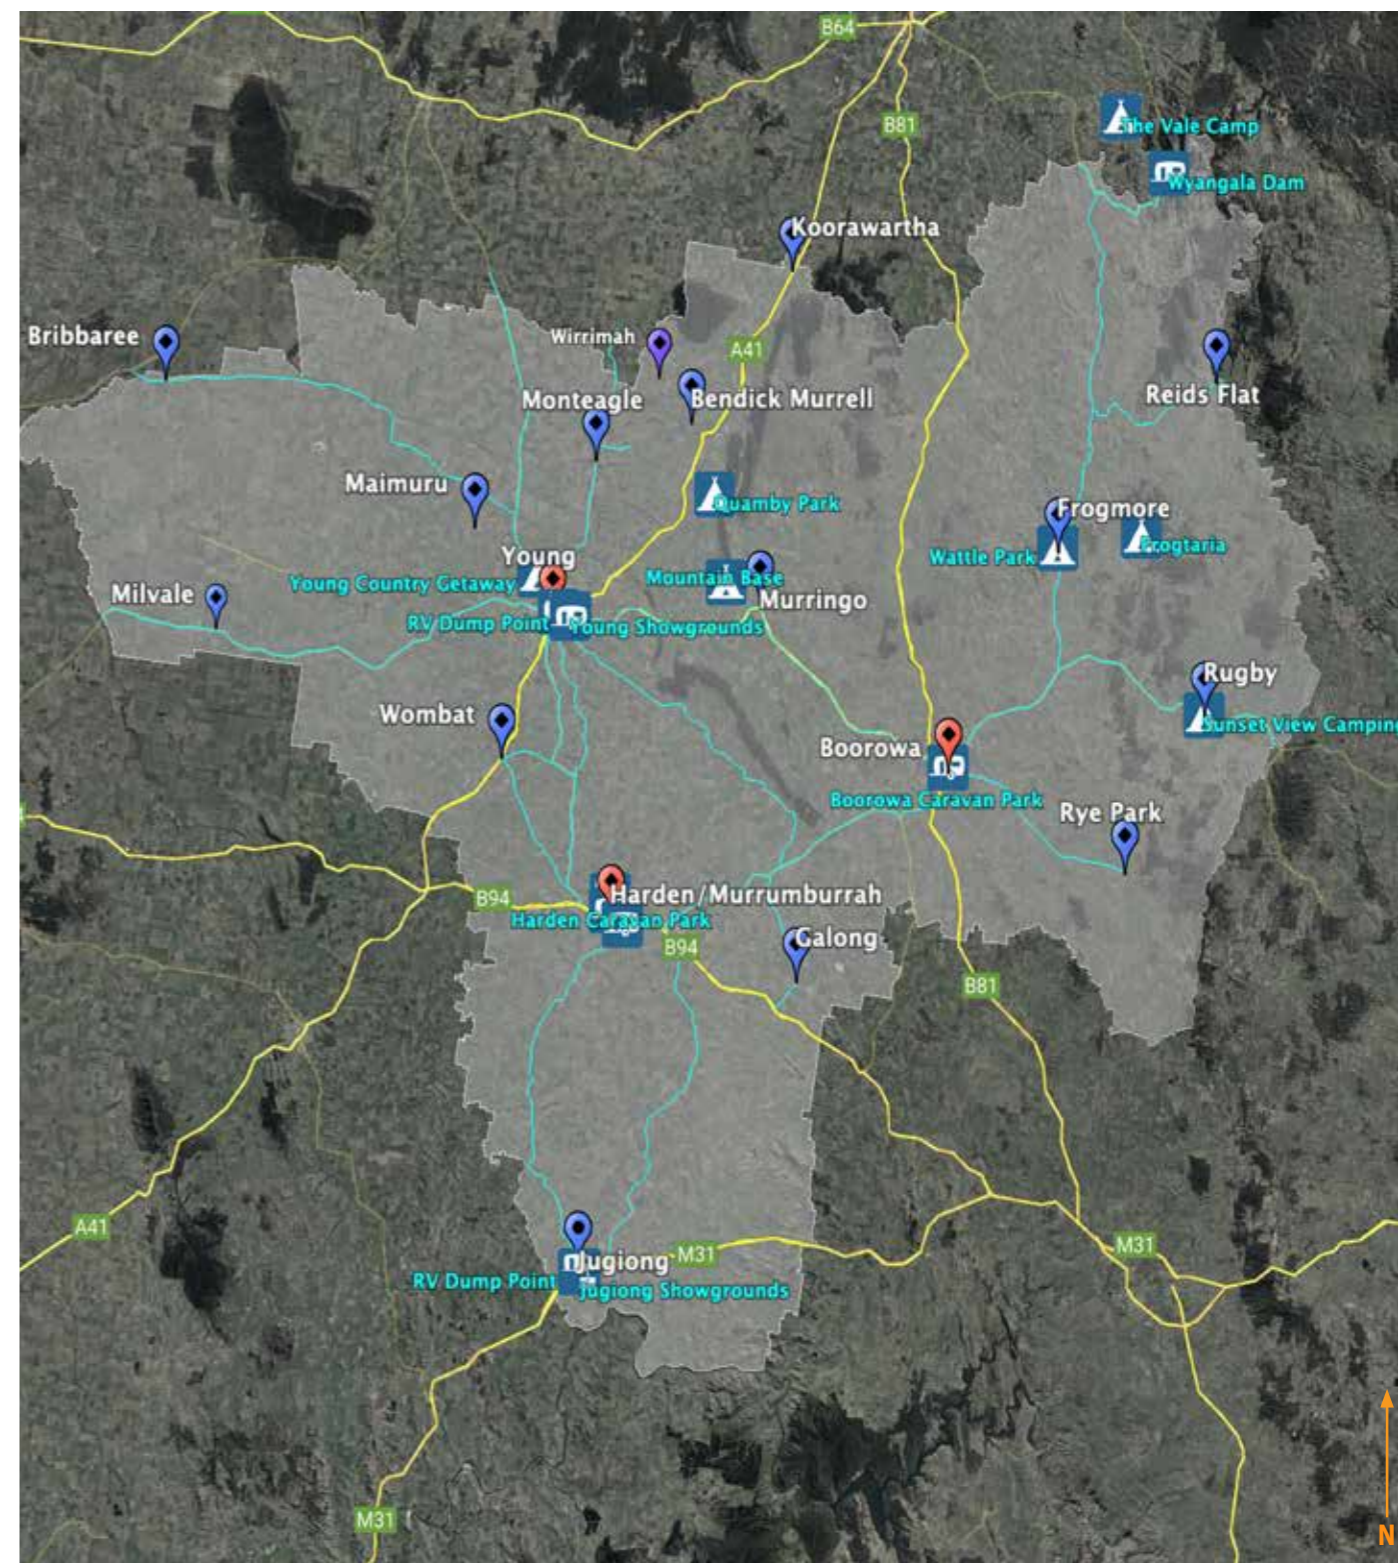 B64
B81
The Vale Camp
Wyangala Dam
Koorawartha
Bribbaree
Wirrimah
A41
Reids Flat
Monteagle
Bendick Murrell
Maimuru
Quamby Park
Frogmore
Wattle Park
Frogtaria
Young
Young Country Getaway
Mountain Base
Milvale
Murringo
RV Dump Point
Young Showgrounds
Rugby
Wombat
Sunset View Camping
Boorowa
Boorowa Caravan Park
Rye Park
B94
Harden/Murrumburrah
Harden Caravan Park
B94
Galong
B81
A41
M31
M31
Jugiong
RV Dump Point
Jugiong Showgrounds
M31
N